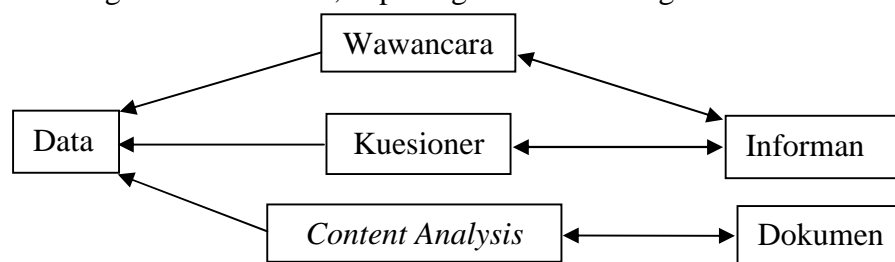 Wawancara
Data
Kuesioner
Informan
Content Analysis
Dokumen